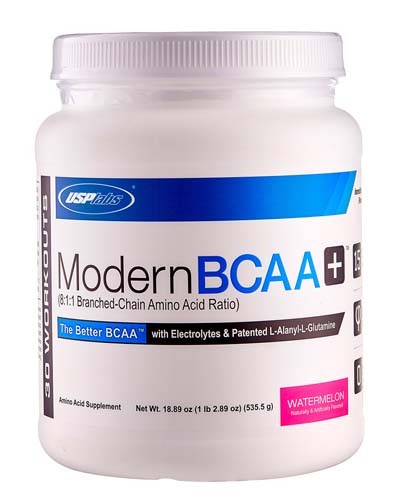 USPlabs
ModernBCAA+
(8:1:1 Branched-Chain Amino Acid Ratio)
The Better BCAA™ with Electrolytes & Patented L-Alanyl-L-Glutamine
30 WORKOUTS
WATERMELON
Naturally & Artificially Flavored
Amino Acid Supplement
Net Wt. 18.89 oz (1 lb 2.89 oz) (535.5 g)